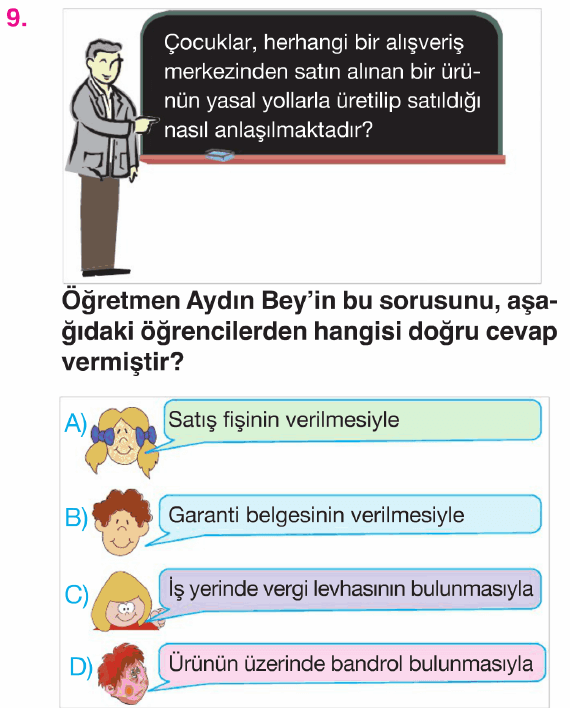 9.
Çocuklar, herhangi bir alışveriş
merkezinden satın alınan bir ürü-
nün yasal yollarla üretilip satıldığı
nasıl anlaşılmaktadır?
Öğretmen Aydın Bey’in bu sorusunu, aşa-
ğıdaki öğrencilerden hangisi doğru cevap
vermiştir?
A) Satış fişinin verilmesiyle
B) Garanti belgesinin verilmesiyle
C) İş yerinde vergi levhasının bulunmasıyla
D) Ürünün üzerinde bandrol bulunmasıyla